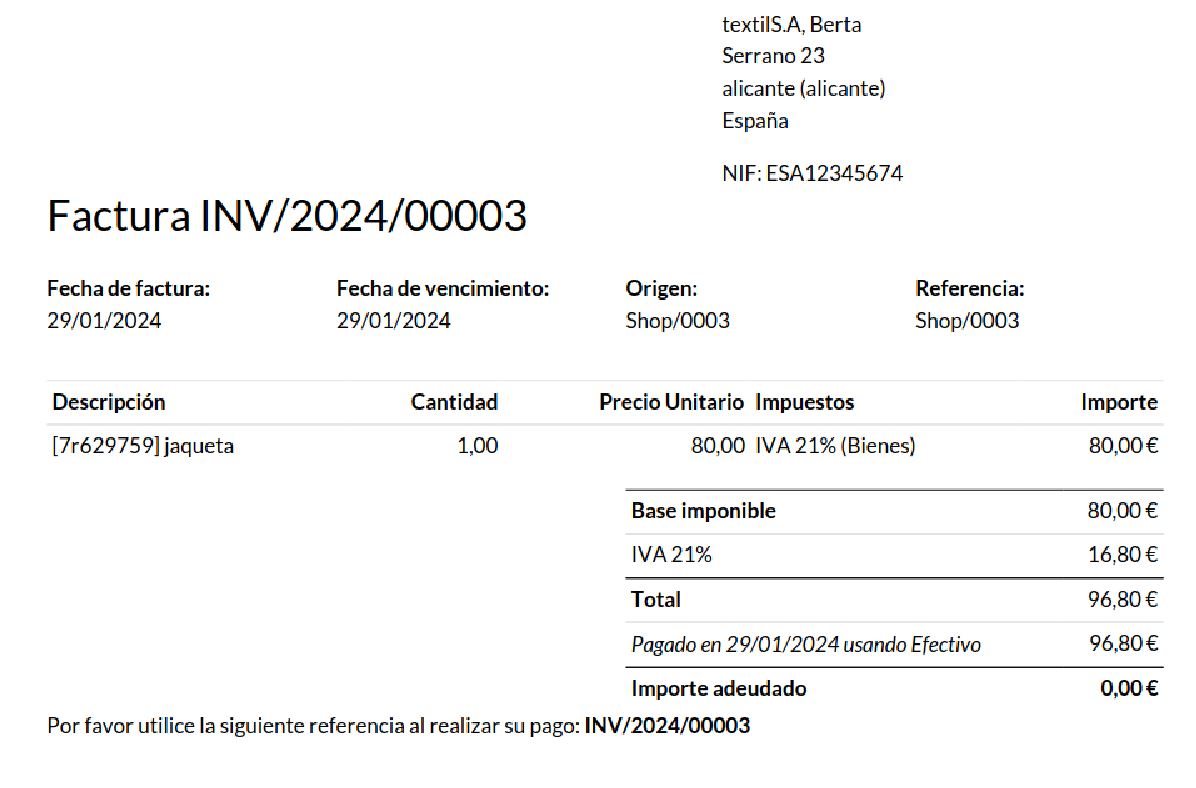 textilS.A, Berta
Serrano 23
alicante (alicante)
España
NIF: ESA12345674
Factura INV/2024/00003
Fecha de factura: Fecha de vencimiento: Origen: Referencia:
29/01/2024 29/01/2024 Shop/0003 Shop/0003
Descripción Cantidad Precio Unitario Impuestos Importe
[7r629759] jaqueta 1,00 80,00 IVA 21% (Bienes) 80,00 €
Base imponible 80,00 €
IVA 21% 16,80 €
Total 96,80 €
Pagado en 29/01/2024 usando Efectivo 96,80 €
Importe adeudado 0,00 €
Por favor utilice la siguiente referencia al realizar su pago: INV/2024/00003